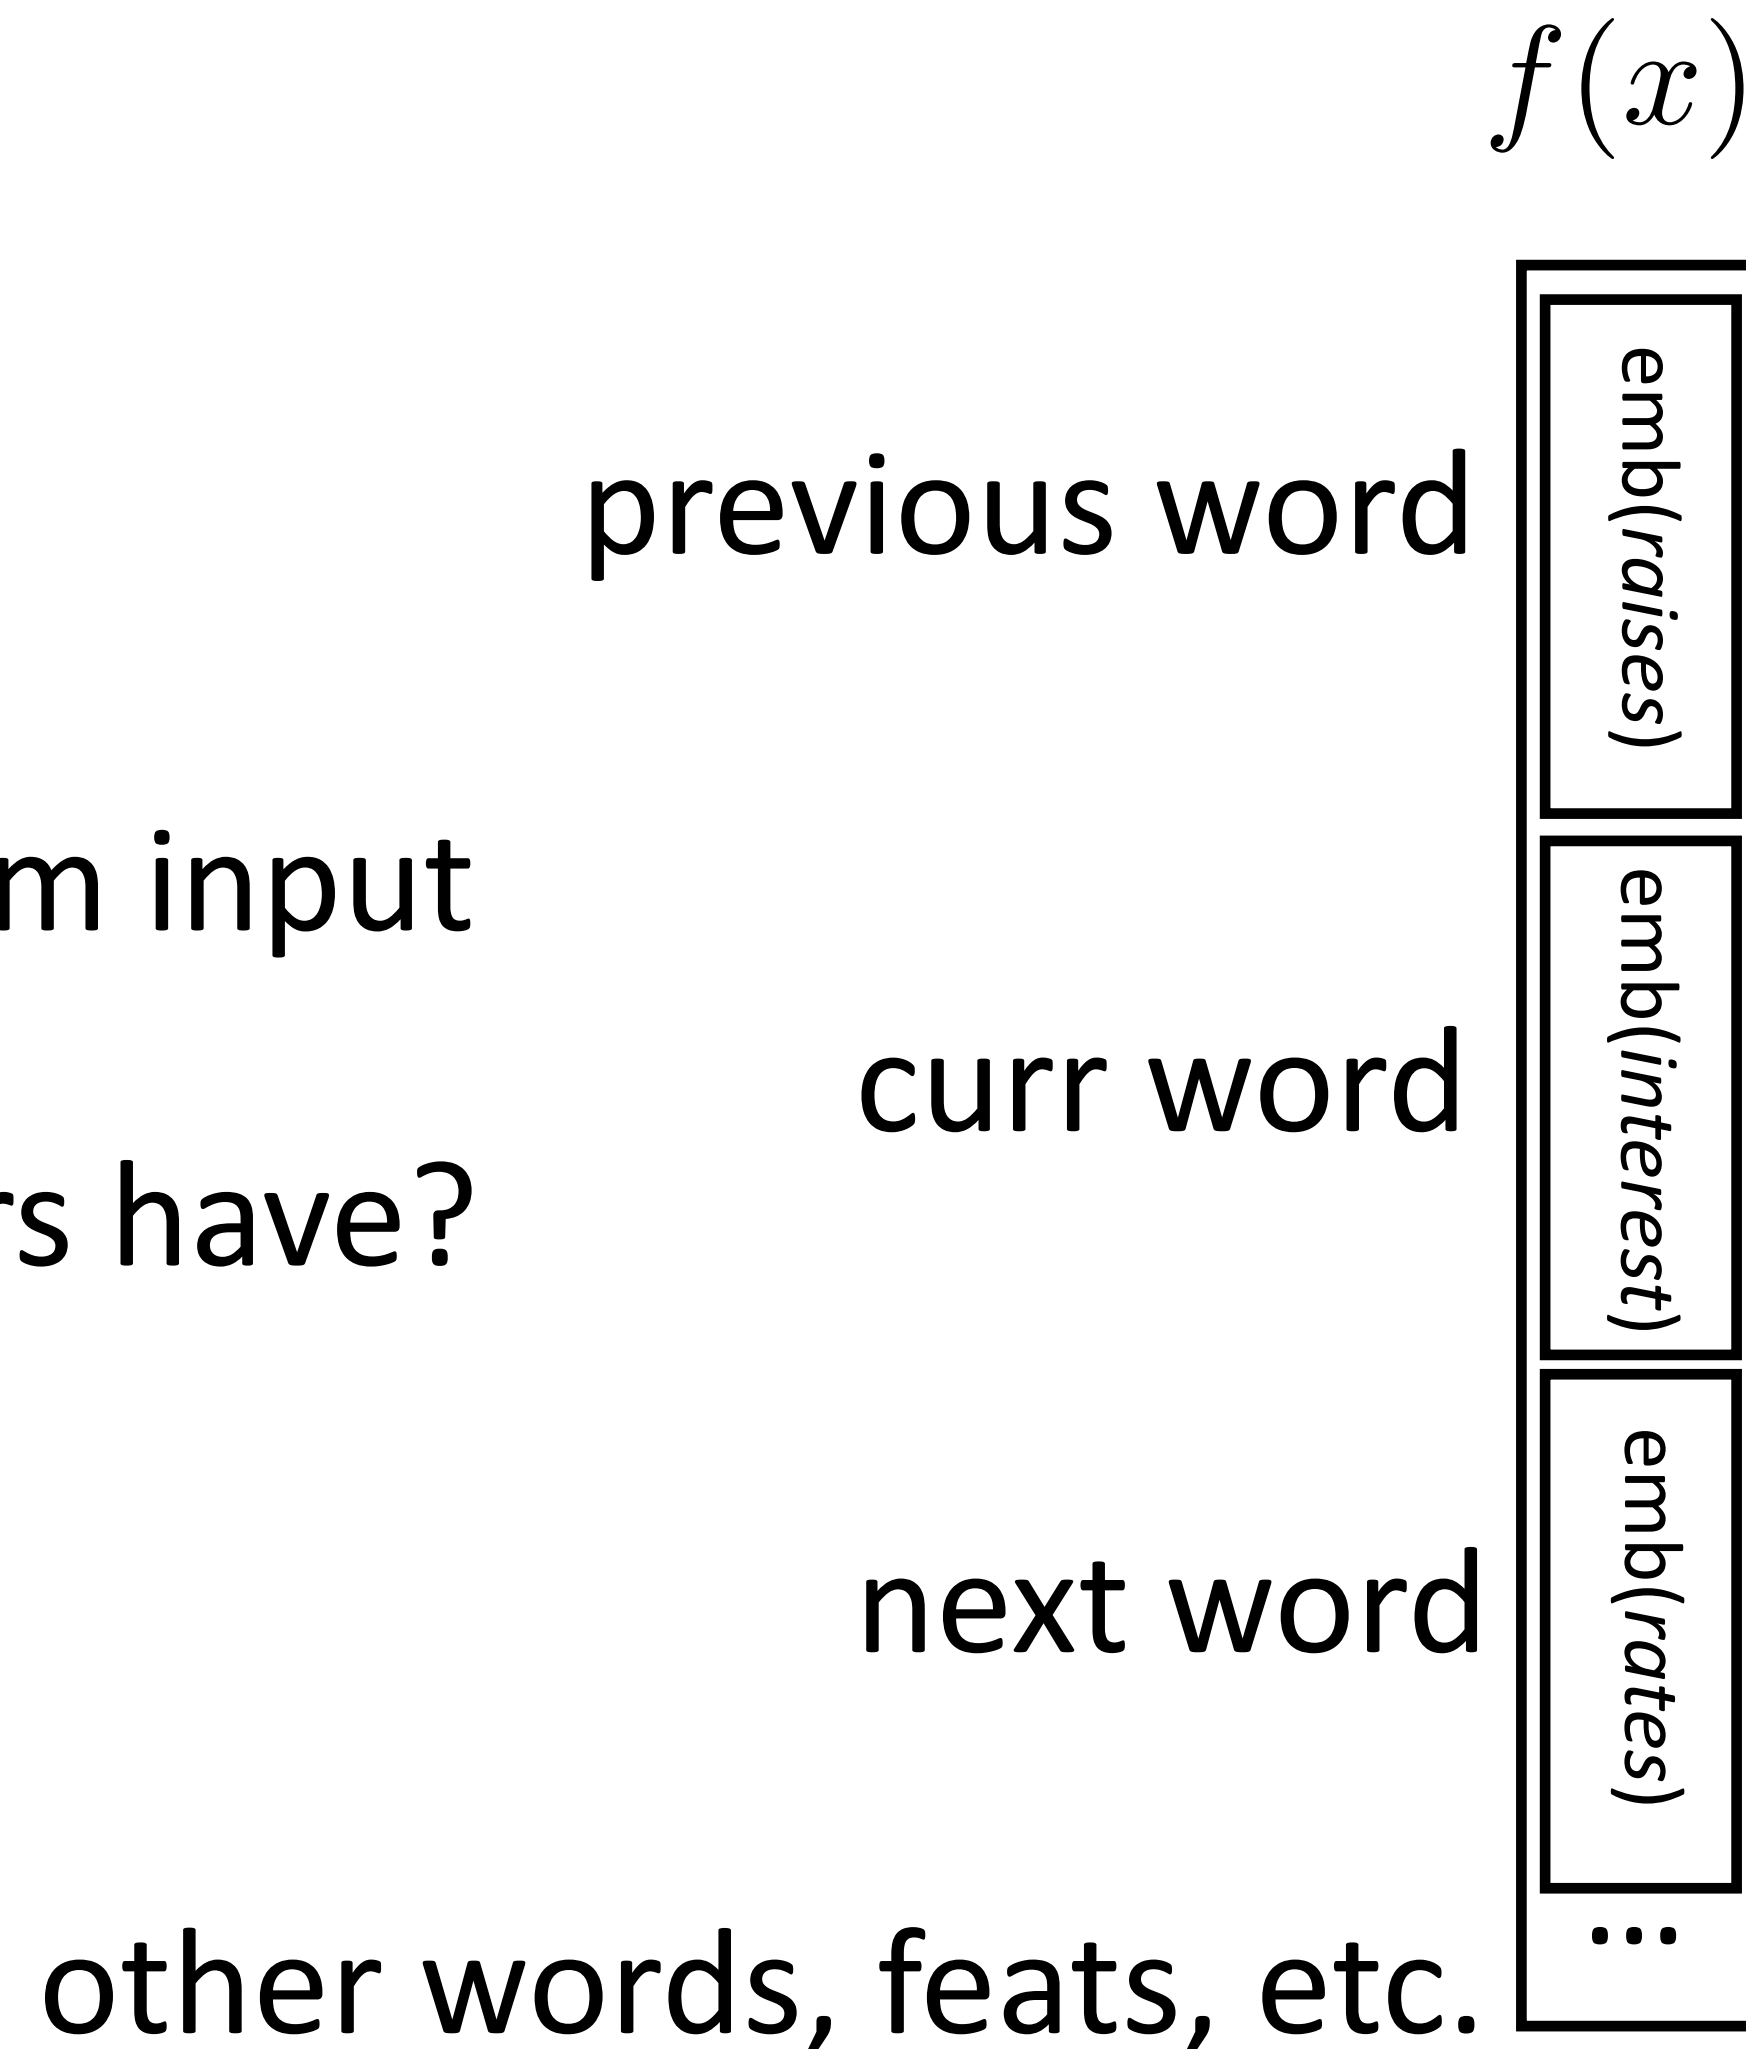 f(x)
emb(raises)
previous word
m input
emb(interest)
curr word
rs have?
emb(rates)
next word
...
other words, feats, etc.